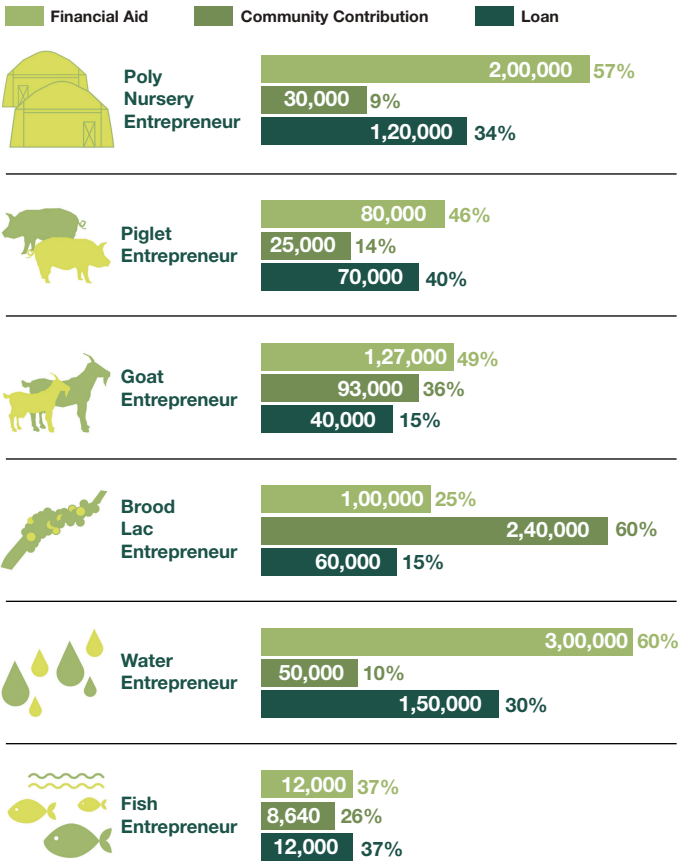 Financial Aid Community Contribution Loan
Poly
Nursery
Entrepreneur
2,00,000 57%
30,000 9%
1,20,000 34%
Piglet
Entrepreneur
80,000 46%
25,000 14%
70,000 40%
Goat
Entrepreneur
1,27,000 49%
93,000 36%
40,000 15%
Brood
Lac
Entrepreneur
1,00,000 25%
2,40,000 60%
60,000 15%
Water
Entrepreneur
3,00,000 60%
50,000 10%
1,50,000 30%
Fish
Entrepreneur
12,000 37%
8,640 26%
12,000 37%